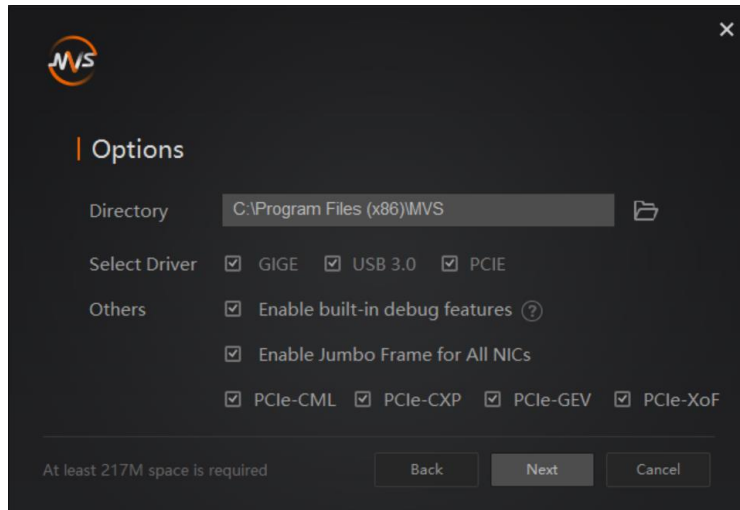 MVS
Options
Directory C:\Program Files (x86)\MVS
Select Driver GIGE USB 3.0 PCIE
Others Enable built-in debug features ?
Enable Jumbo Frame for All NICs
PCIe-CML PCIe-CXP PCIe-GEV PCIe-XoF
At least 217M space is required Back Next Cancel